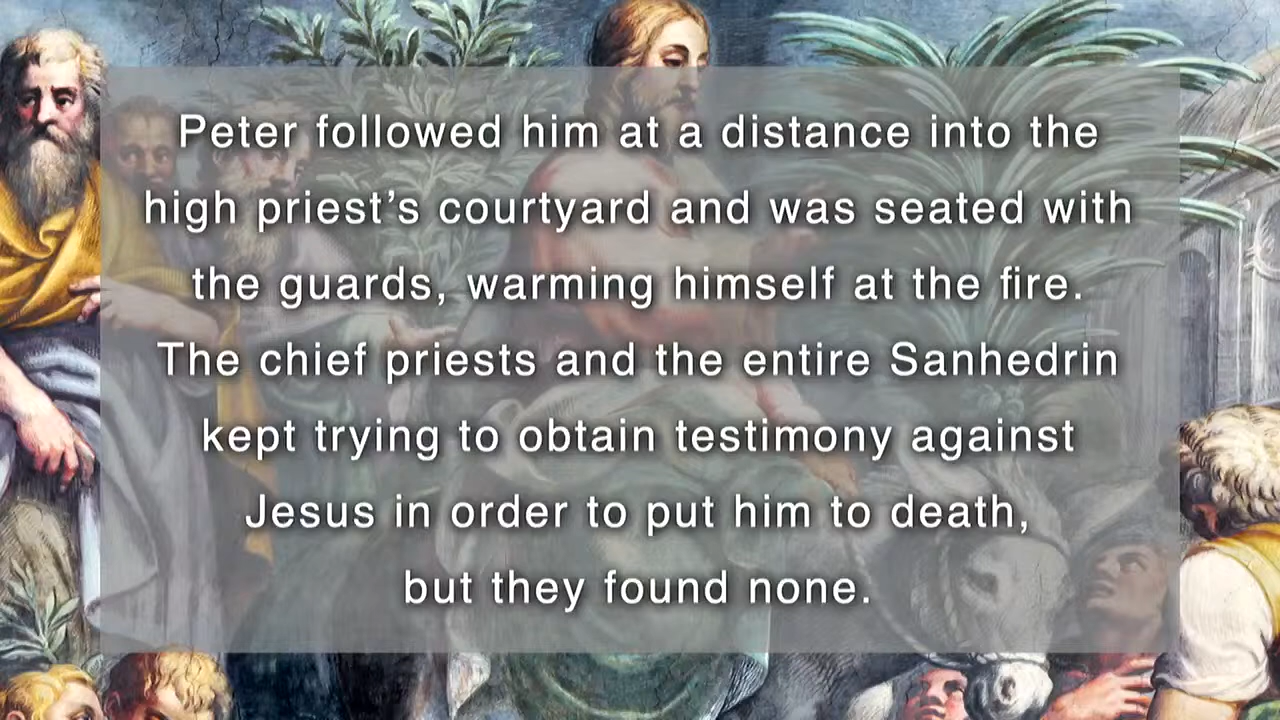 Peter followed him at a distance into the
high priest’s courtyard and was seated with
the guards, warming himself at the fire.
The chief priests and the entire Sanhedrin
kept trying to obtain testimony against
Jesus in order to put him to death,
but they found none.